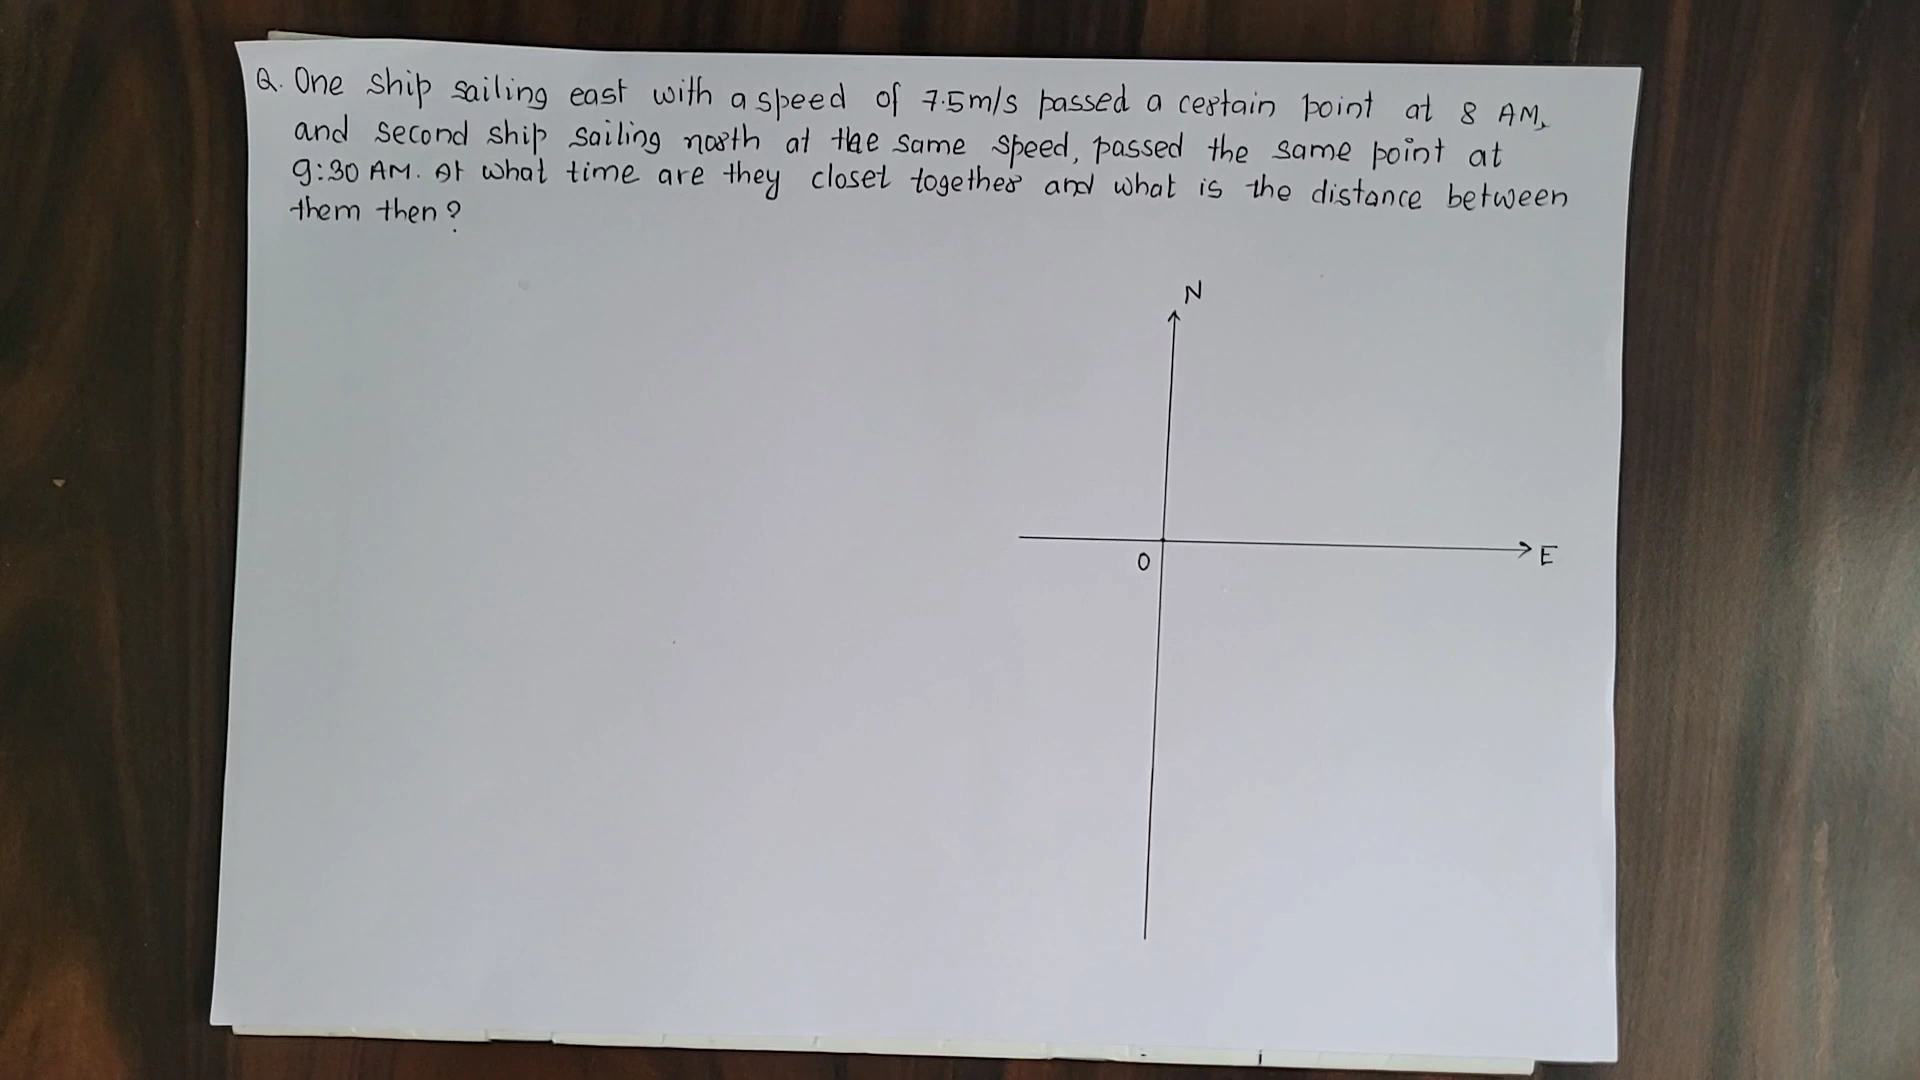 Q. One ship sailing east with a speed of 7.5m/s passed a certain point at 8 AM,
and second ship sailing north at the same speed, passed the same point at
9:30 AM. At what time are they closet together and what is the distance between
them then?
N
O
E